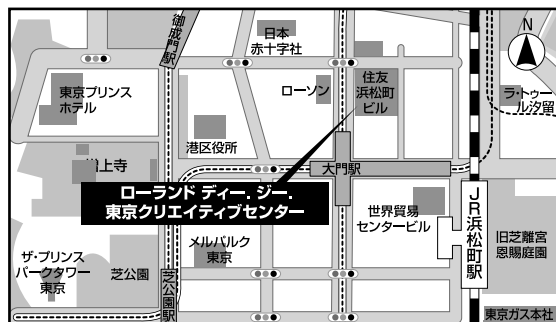 御成門駅
日本
赤十字社
N
東京プリンス
ホテル
ローソン
住友
浜松町
ビル
ラ・トゥー
ル汐留
港区役所
増上寺
大門駅
ローランド ディー. ジー.
東京クリエイティブセンター
世界貿易
センタービル
JR浜松町駅
旧芝離宮
恩賜庭園
メルパルク
東京
ザ・プリンス
パークタワー
東京
芝公園
芝公園駅
東京ガス本社